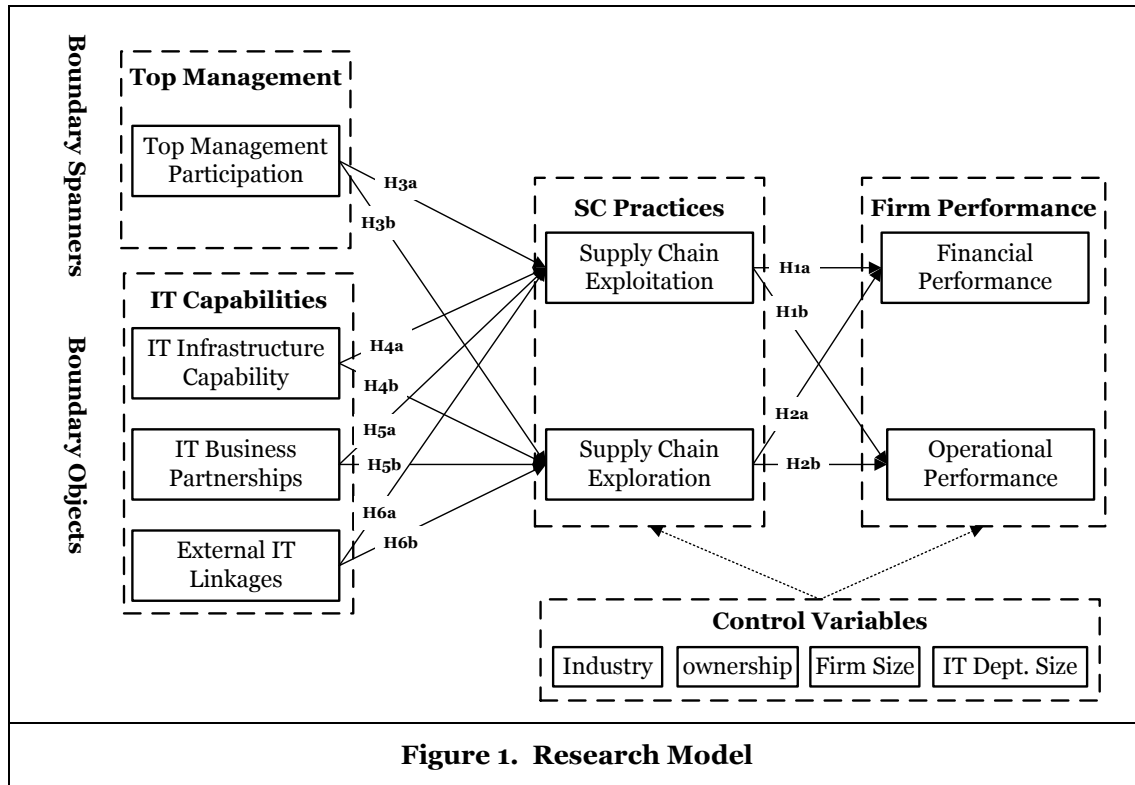 Boundary Spanners
Boundary Objects
Top Management
Top Management
Participation
IT Capabilities
IT Infrastructure
Capability
IT Business
Partnerships
External IT
Linkages
H3a
H3b
H4a
H4b
H5a
H5b
H6a
H6b
SC Practices
Supply Chain
Exploitation
Supply Chain
Exploration
H1a
H1b
H2a
H2b
Firm Performance
Financial
Performance
Operational
Performance
Control Variables
Industry
ownership
Firm Size
IT Dept. Size
Figure 1. Research Model